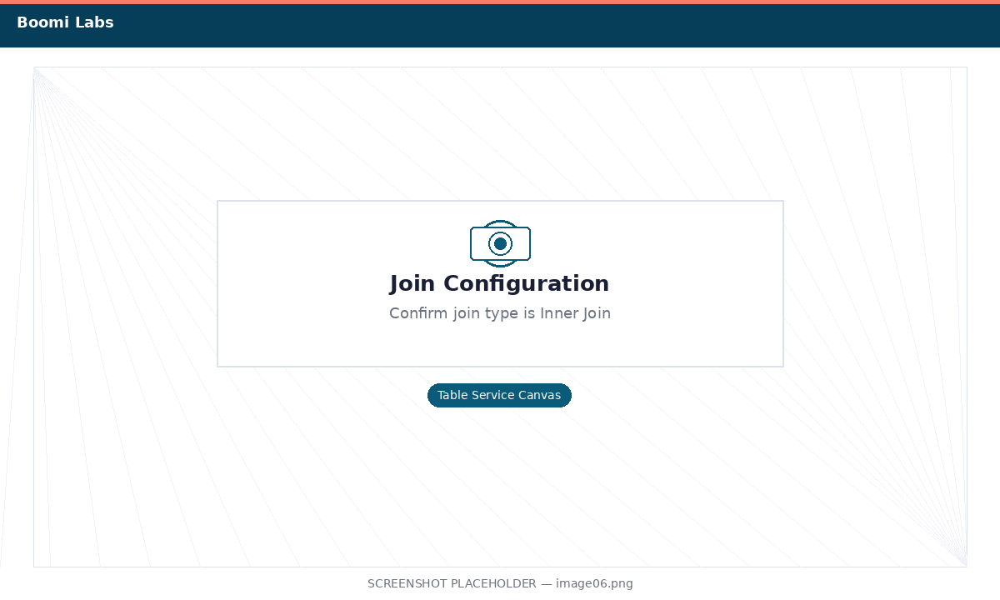 Boomi Labs
Join Configuration
Confirm join type is Inner Join
Table Service Canvas
SCREENSHOT PLACEHOLDER — image06.png